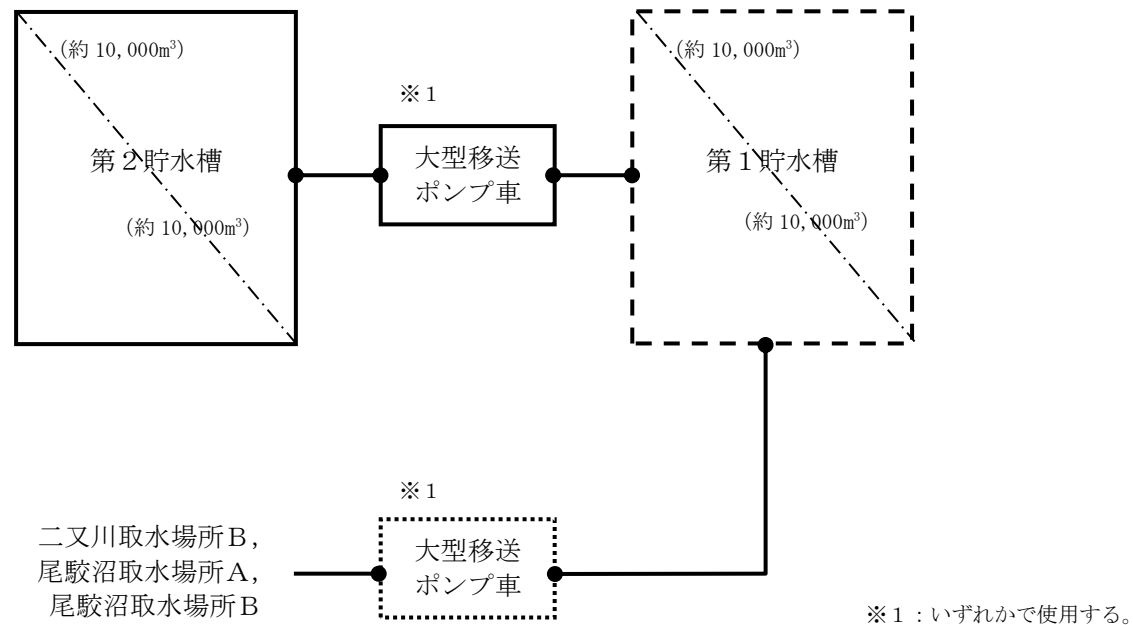 (約 10,000m³)
第２貯水槽
(約 10,000m³)
※１
大型移送
ポンプ車
(約 10,000m³)
第１貯水槽
(約 10,000m³)
※１
大型移送
ポンプ車
二又川取水場所Ｂ，
尾駮沼取水場所Ａ，
尾駮沼取水場所Ｂ
※１：いずれかで使用する。